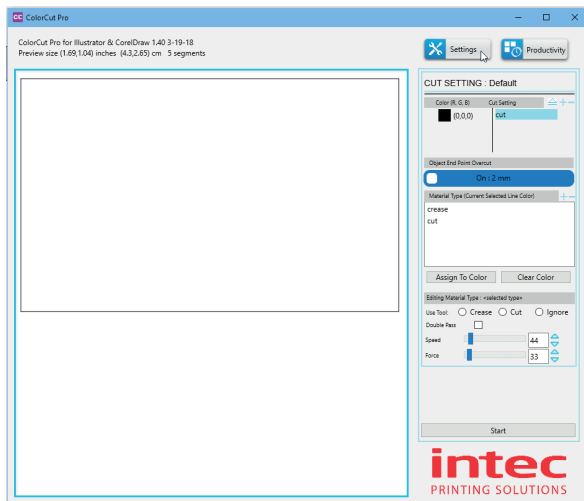 CC ColorCut Pro
ColorCut Pro for Illustrator & CorelDraw 1.40 3-19-18
Preview size (1.69,1.04) inches (4.3,2.65) cm 5 segments
Settings
Productivity
CUT SETTING : Default
Color (R, G, B) Cut Setting
(0,0,0) cut
Object End Point Overcut
On : 2 mm
Material Type (Current Selected Line Color)
crease
cut
Assign To Color Clear Color
Editing Material Type : <selected type>
Use Tool: Crease Cut Ignore
Double Pass
Speed 44
Force 33
Start
intec
PRINTING SOLUTIONS